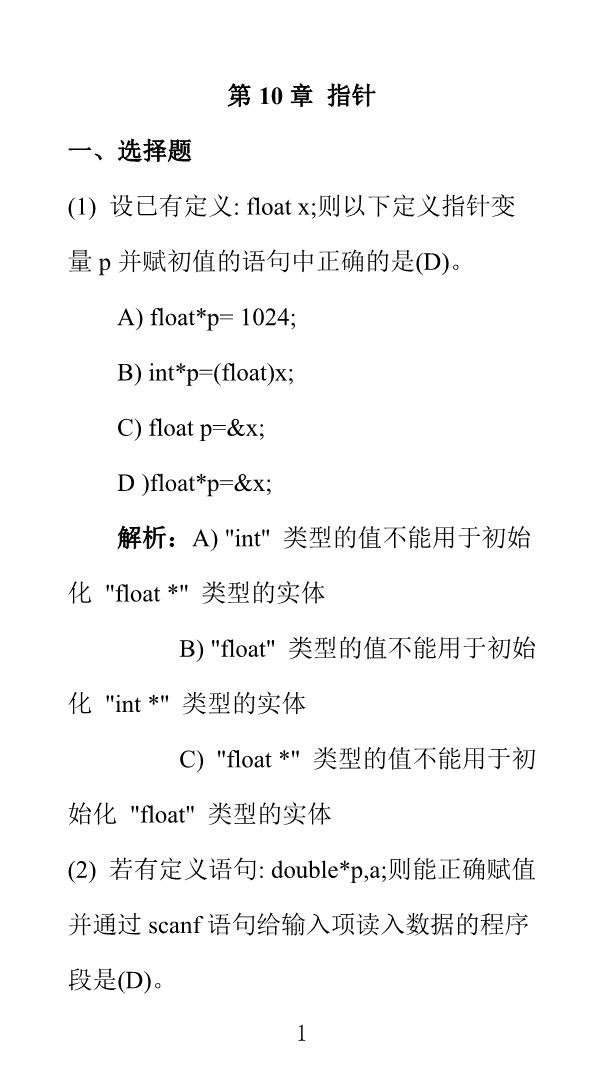 第 10 章 指针
一、选择题
(1) 设已有定义: float x;则以下定义指针变
量 p 并赋初值的语句中正确的是(D)。
A) float*p= 1024;
B) int*p=(float)x;
C) float p=&x;
D )float*p=&x;
解析：A) "int" 类型的值不能用于初始
化 "float *" 类型的实体
B) "float" 类型的值不能用于初始
化 "int *" 类型的实体
C) "float *" 类型的值不能用于初
始化 "float" 类型的实体
(2) 若有定义语句: double*p,a;则能正确赋值
并通过 scanf 语句给输入项读入数据的程序
段是(D)。
1